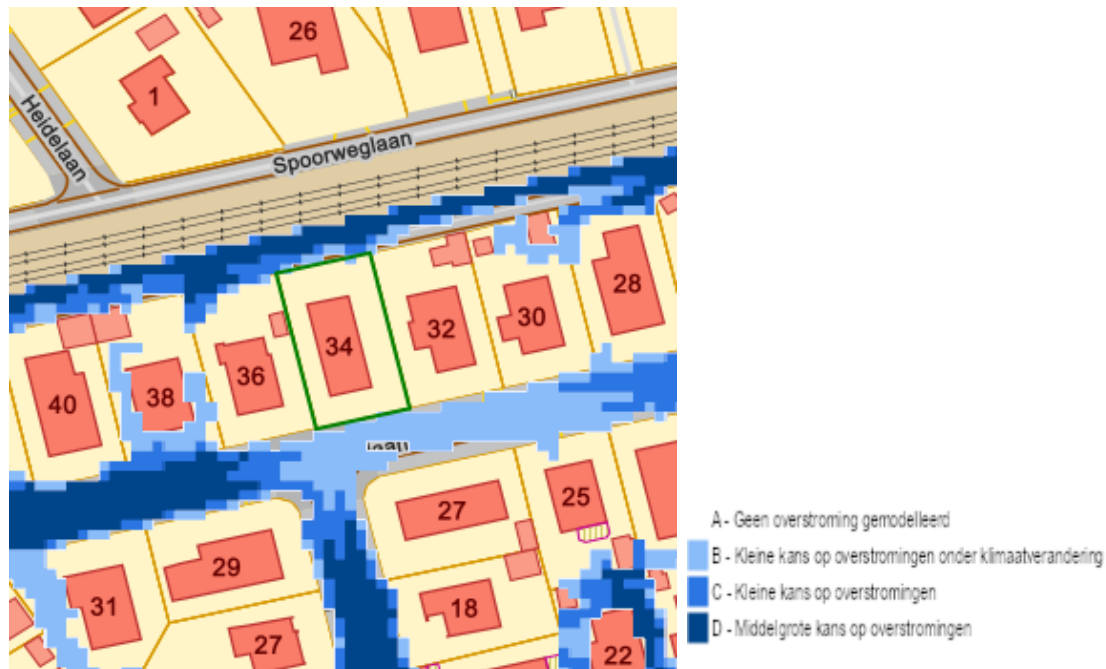 26
1
Heidelaan
Spoorweglaan
28
30
32
34
36
38
40
27
25
29
31
18
27
22
A - Geen overstroming gemodelleerd
B - Kleine kans op overstromingen onder klimaatverandering
C - Kleine kans op overstromingen
D - Middelgrote kans op overstromingen